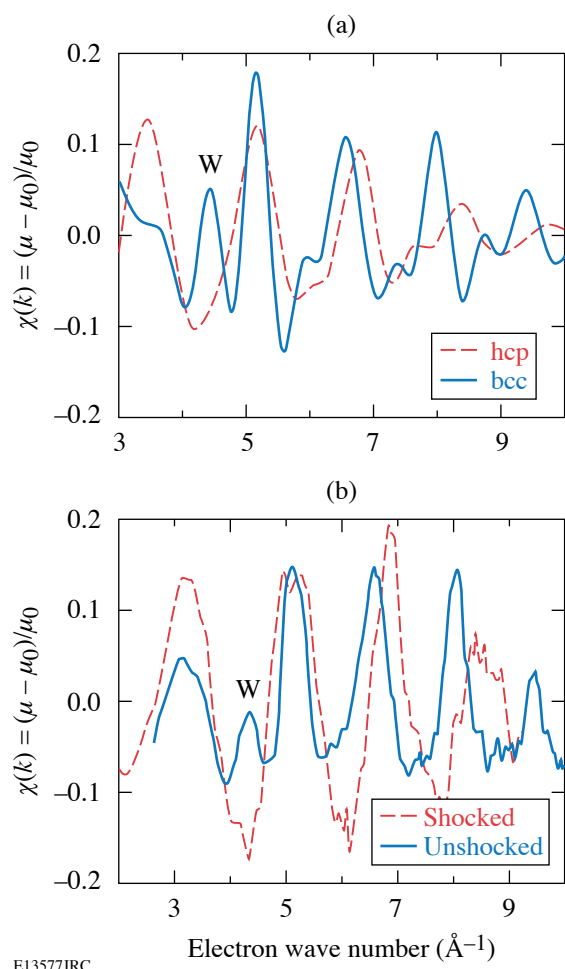 (a)
χ(k) = (μ – μ0)/μ0
0.2
0.1
0.0
–0.1
–0.2
W
hcp
bcc
3 5 7 9
(b)
χ(k) = (μ – μ0)/μ0
0.2
0.1
0.0
–0.1
–0.2
W
Shocked
Unshocked
3 5 7 9
Electron wave number (Å–1)
E13577JRC